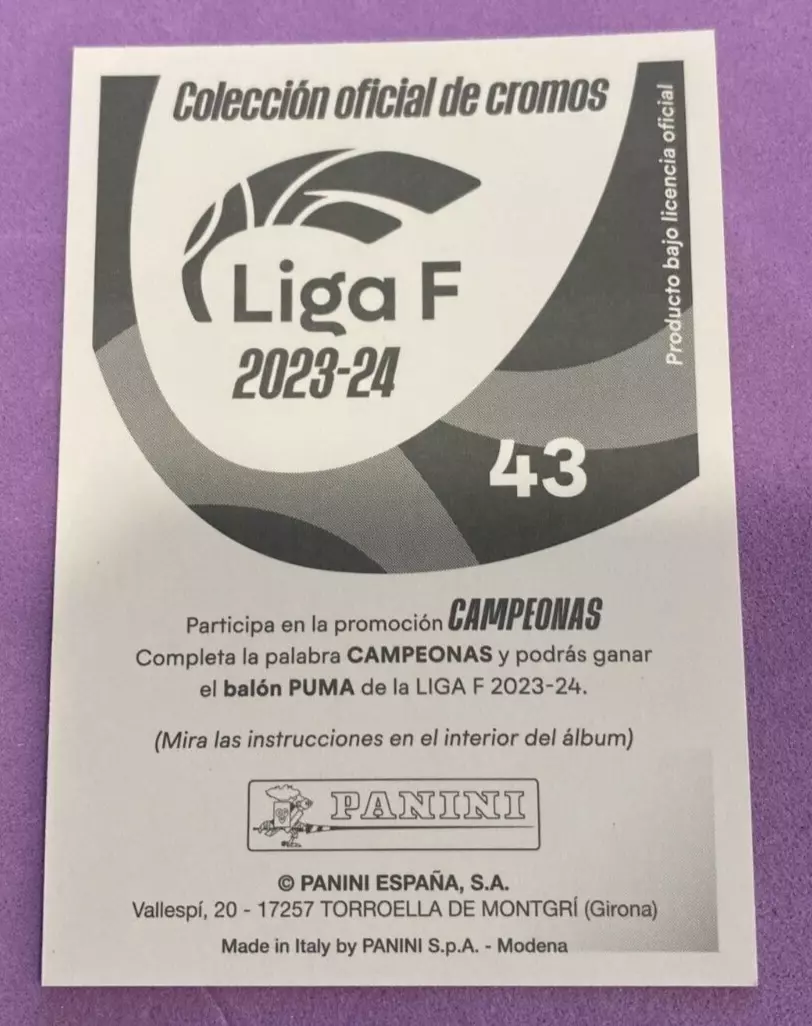 Colección oficial de cromos
Liga F
2023-24
Producto bajo licencia oficial
43
Participa en la promoción CAMPEONAS
Completa la palabra CAMPEONAS y podrás ganar
el balón PUMA de la LIGA F 2023-24.
(Mira las instrucciones en el interior del álbum)
PANINI
© PANINI ESPAÑA, S.A.
Vallespí, 20 - 17257 TORROELLA DE MONTGRÍ (Girona)
Made in Italy by PANINI S.p.A. - Modena